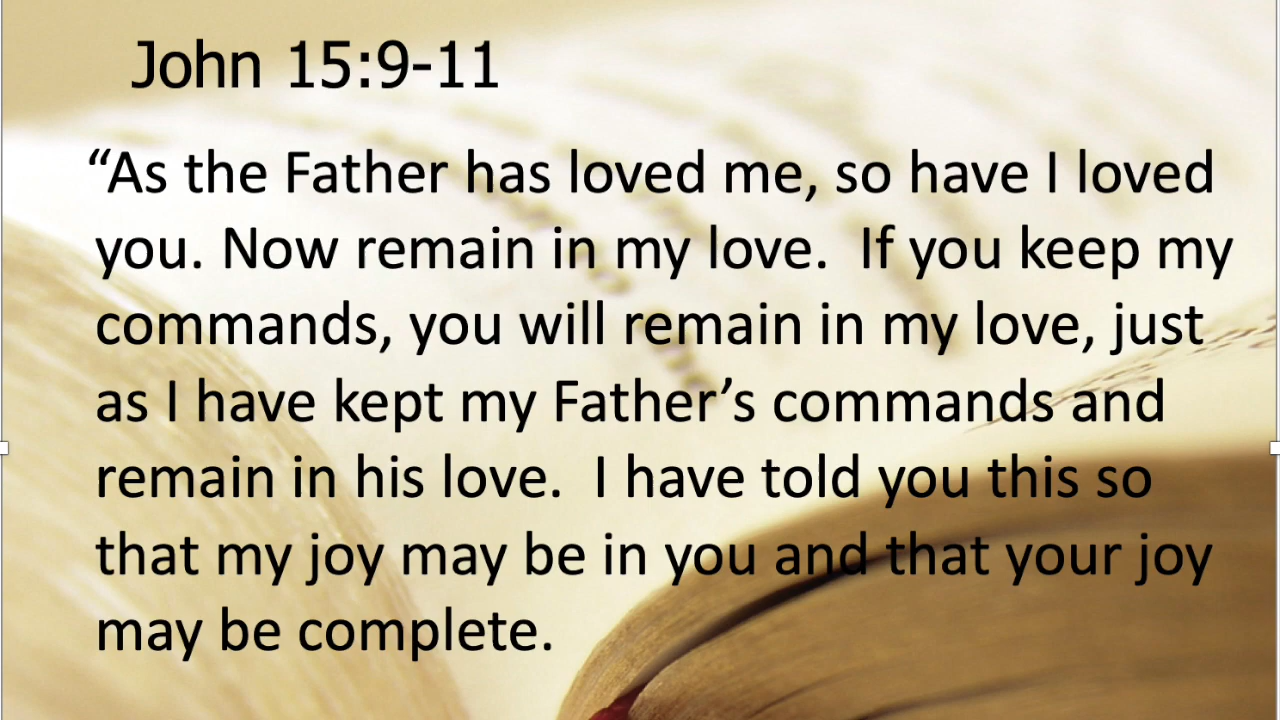 John 15:9-11
“As the Father has loved me, so have I loved
you. Now remain in my love.  If you keep my
commands, you will remain in my love, just
as I have kept my Father’s commands and
remain in his love.  I have told you this so
that my joy may be in you and that your joy
may be complete.